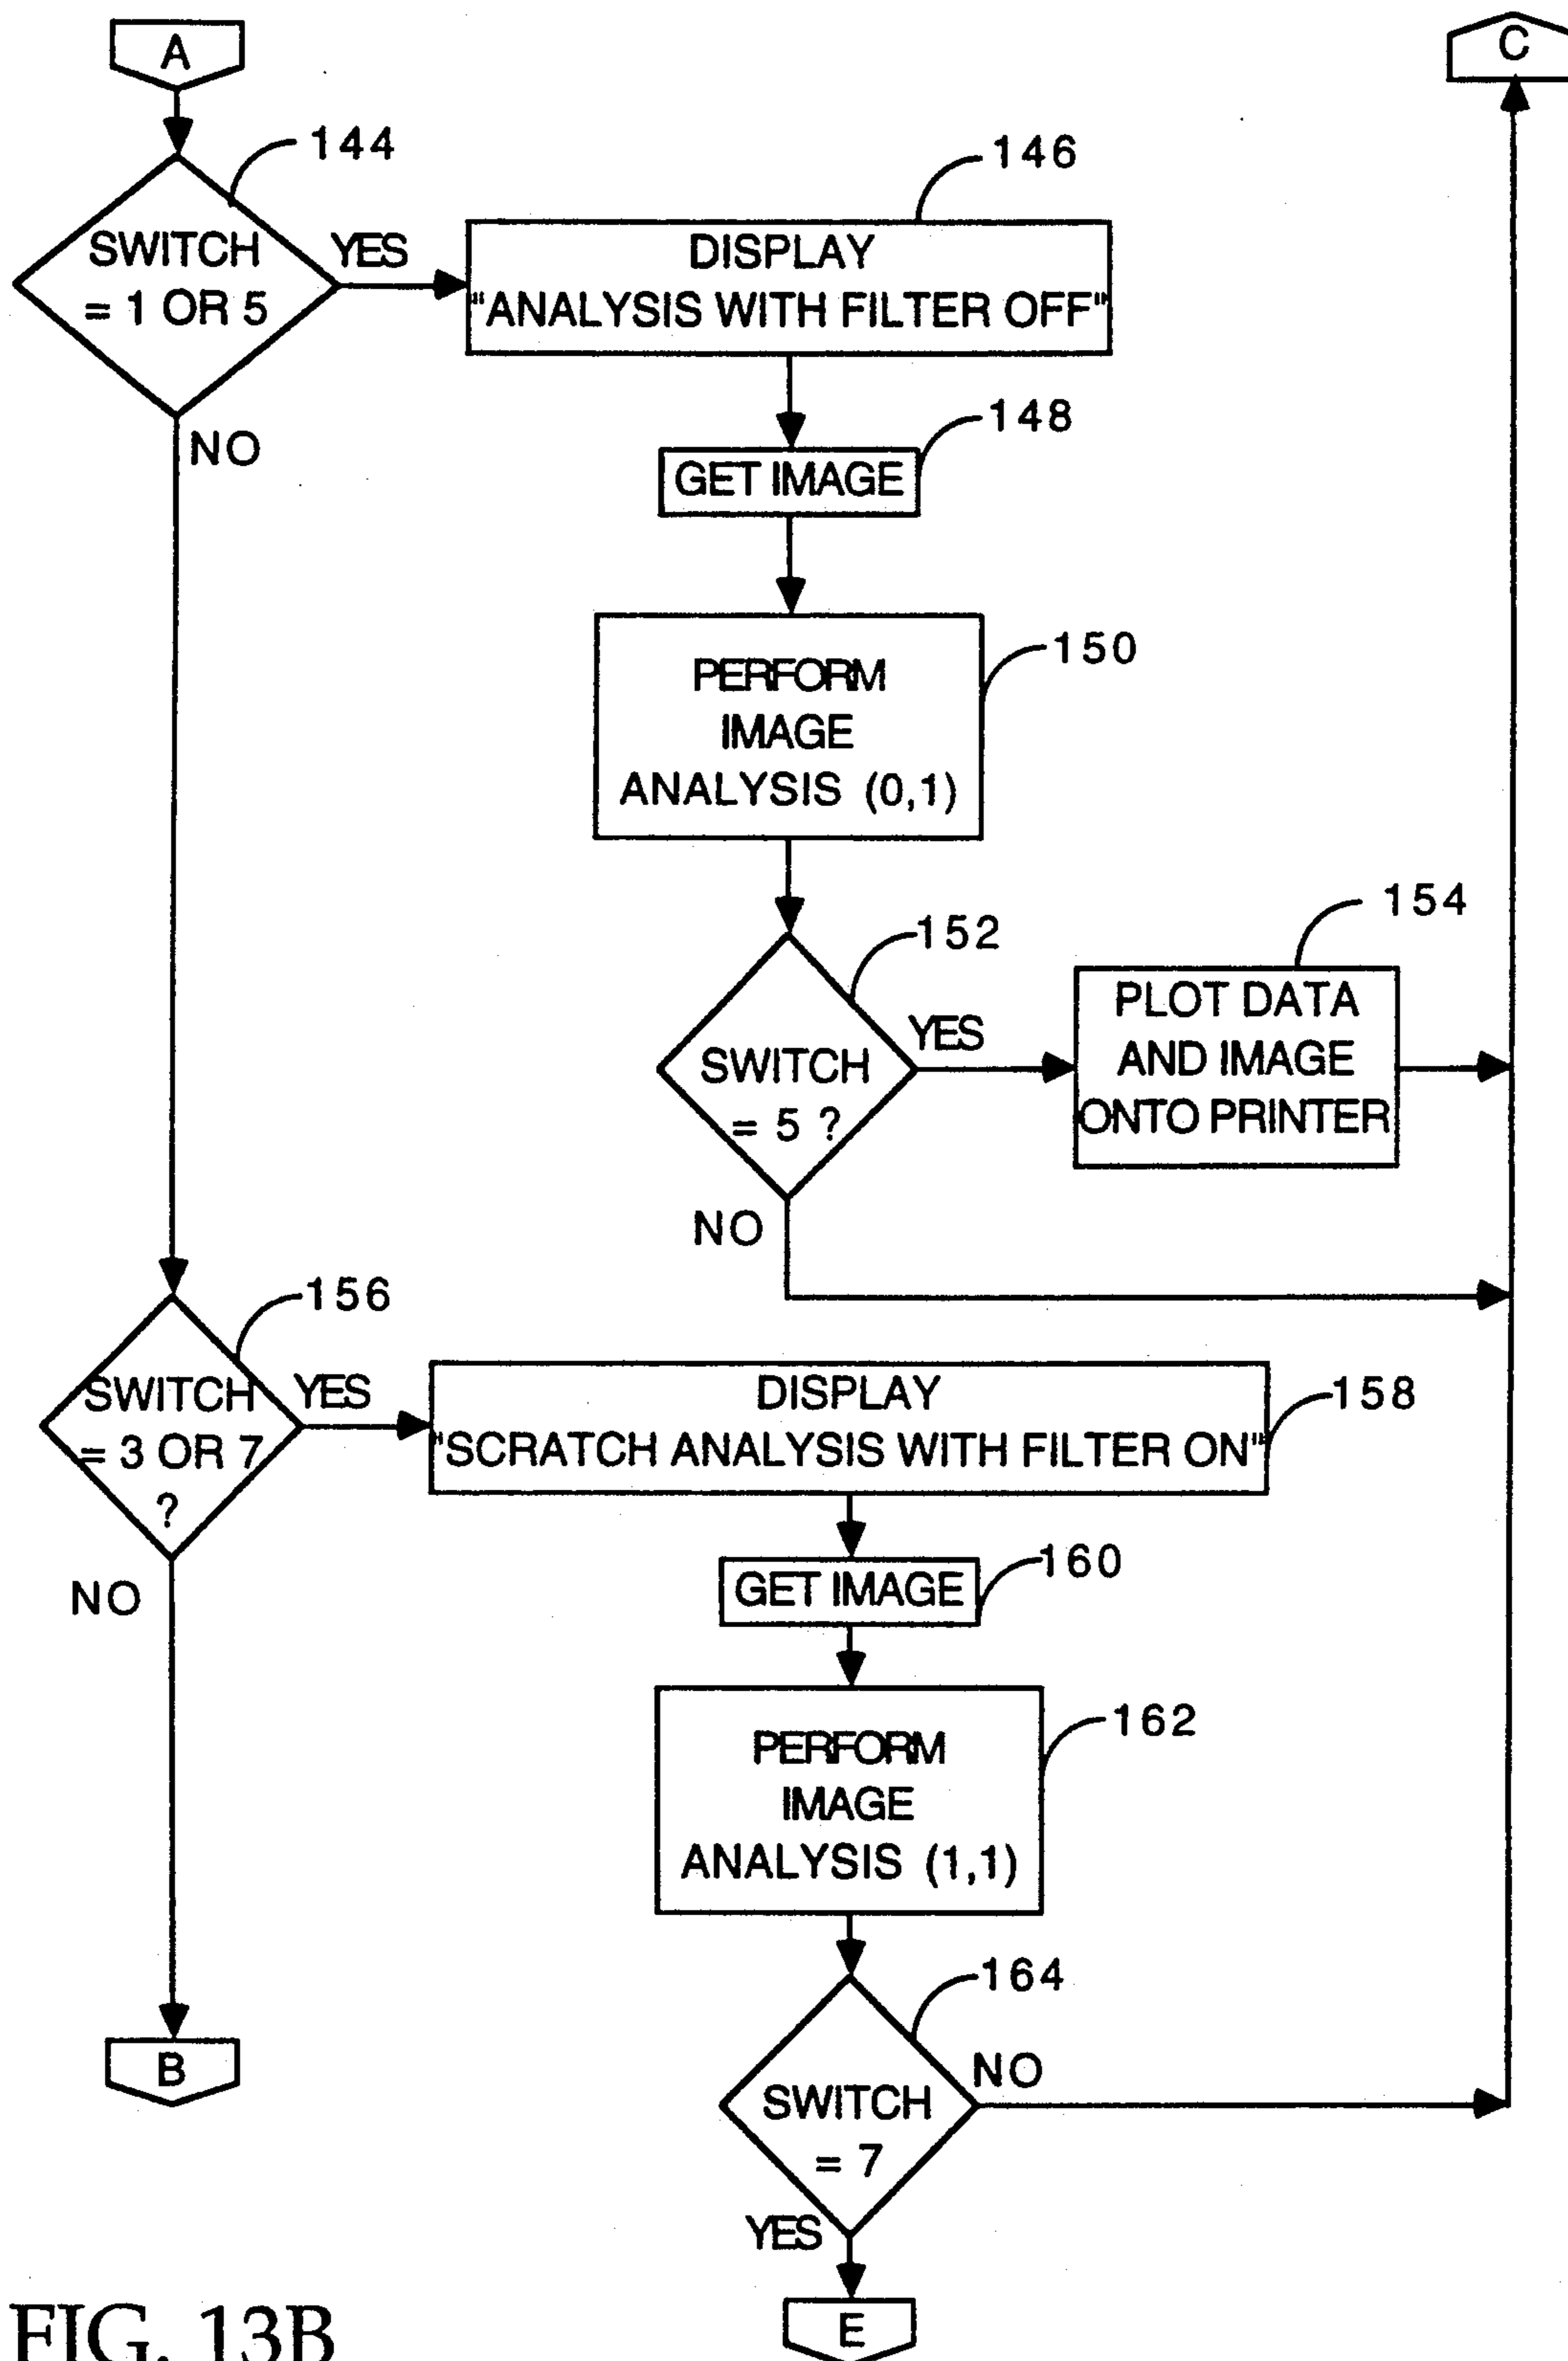 A
C
144
146
SWITCH
= 1 OR 5
YES
DISPLAY
"ANALYSIS WITH FILTER OFF"
NO
148
GET IMAGE
150
PERFORM
IMAGE
ANALYSIS (0,1)
152
154
SWITCH
= 5 ?
YES
PLOT DATA
AND IMAGE
ONTO PRINTER
NO
156
SWITCH
= 3 OR 7
?
YES
DISPLAY
"SCRATCH ANALYSIS WITH FILTER ON"
158
NO
160
GET IMAGE
162
PERFORM
IMAGE
ANALYSIS (1,1)
164
B
SWITCH
= 7
NO
YES
E
FIG. 13B